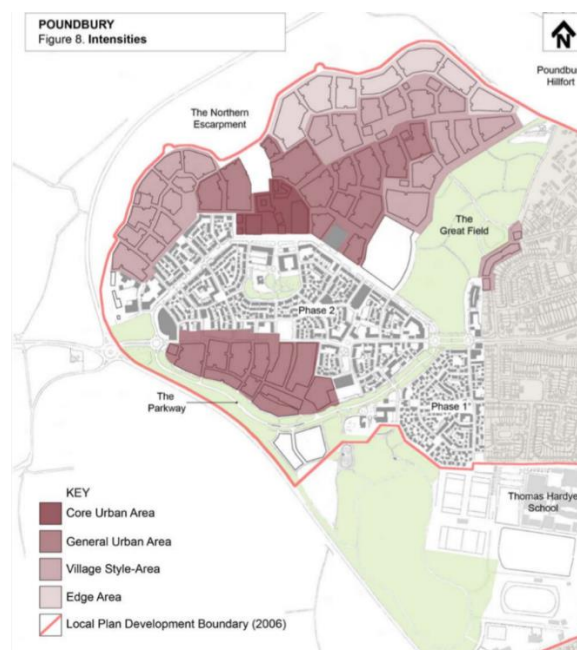 POUNDBURY
Figure 8. Intensities
N
Poundbury
Hillfort
The Northern
Escarpment
The
Great Field
Phase 2
Phase 1
The
Parkway
Thomas Hardye
School
KEY
Core Urban Area
General Urban Area
Village Style-Area
Edge Area
Local Plan Development Boundary (2006)